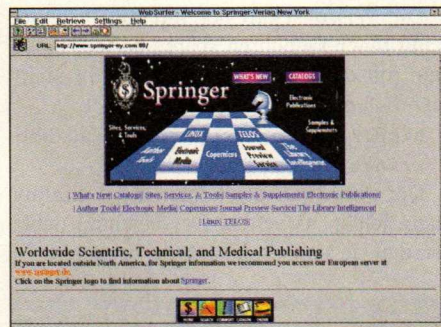 WebSurfer - Welcome to Springer-Verlag New York
File Edit Retrieve Settings Help
URL: http://www.springer-ny.com:80/
Springer
WHAT'S NEW
CATALOGS
Electronic
Publications
Samples &
Supplements
Sites, Services,
& Tools
LINUX
TELOS
Author
Tools
Electronic
Media
Copernicus
Journal
Preview
Service
The Library
Intelligencer
| What's New| Catalogs| Sites, Services, & Tools| Samples & Supplements| Electronic Publications|
| Author Tools| Electronic Media| Copernicus| Journal Preview Service| The Library Intelligencer|
| Linux| TELOS|
Worldwide Scientific, Technical, and Medical Publishing
If you are located outside North America, for Springer information we recommend you access our European server at
www.springer.de.
Click on the Springer logo to find information about Springer.
HOME SEARCH COMMENT ORDER